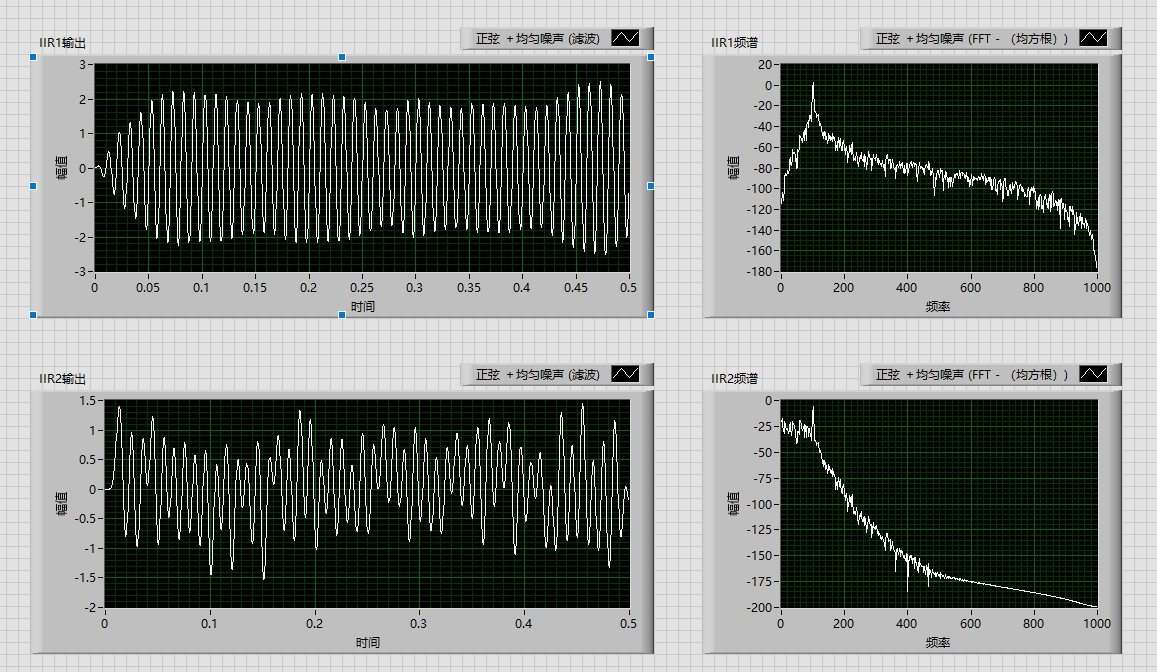 IIR1输出
正弦 + 均匀噪声 (滤波)
3
2
1
0
-1
-2
-3
幅值
0 0.05 0.1 0.15 0.2 0.25 0.3 0.35 0.4 0.45 0.5
时间
IIR1频谱
正弦 + 均匀噪声 (FFT - （均方根）)
20
0
-20
-40
-60
-80
-100
-120
-140
-160
-180
幅值
0 200 400 600 800 1000
频率
IIR2输出
正弦 + 均匀噪声 (滤波)
1.5
1
0.5
0
-0.5
-1
-1.5
-2
幅值
0 0.1 0.2 0.3 0.4 0.5
时间
IIR2频谱
正弦 + 均匀噪声 (FFT - （均方根）)
0
-25
-50
-75
-100
-125
-150
-175
-200
幅值
0 200 400 600 800 1000
频率